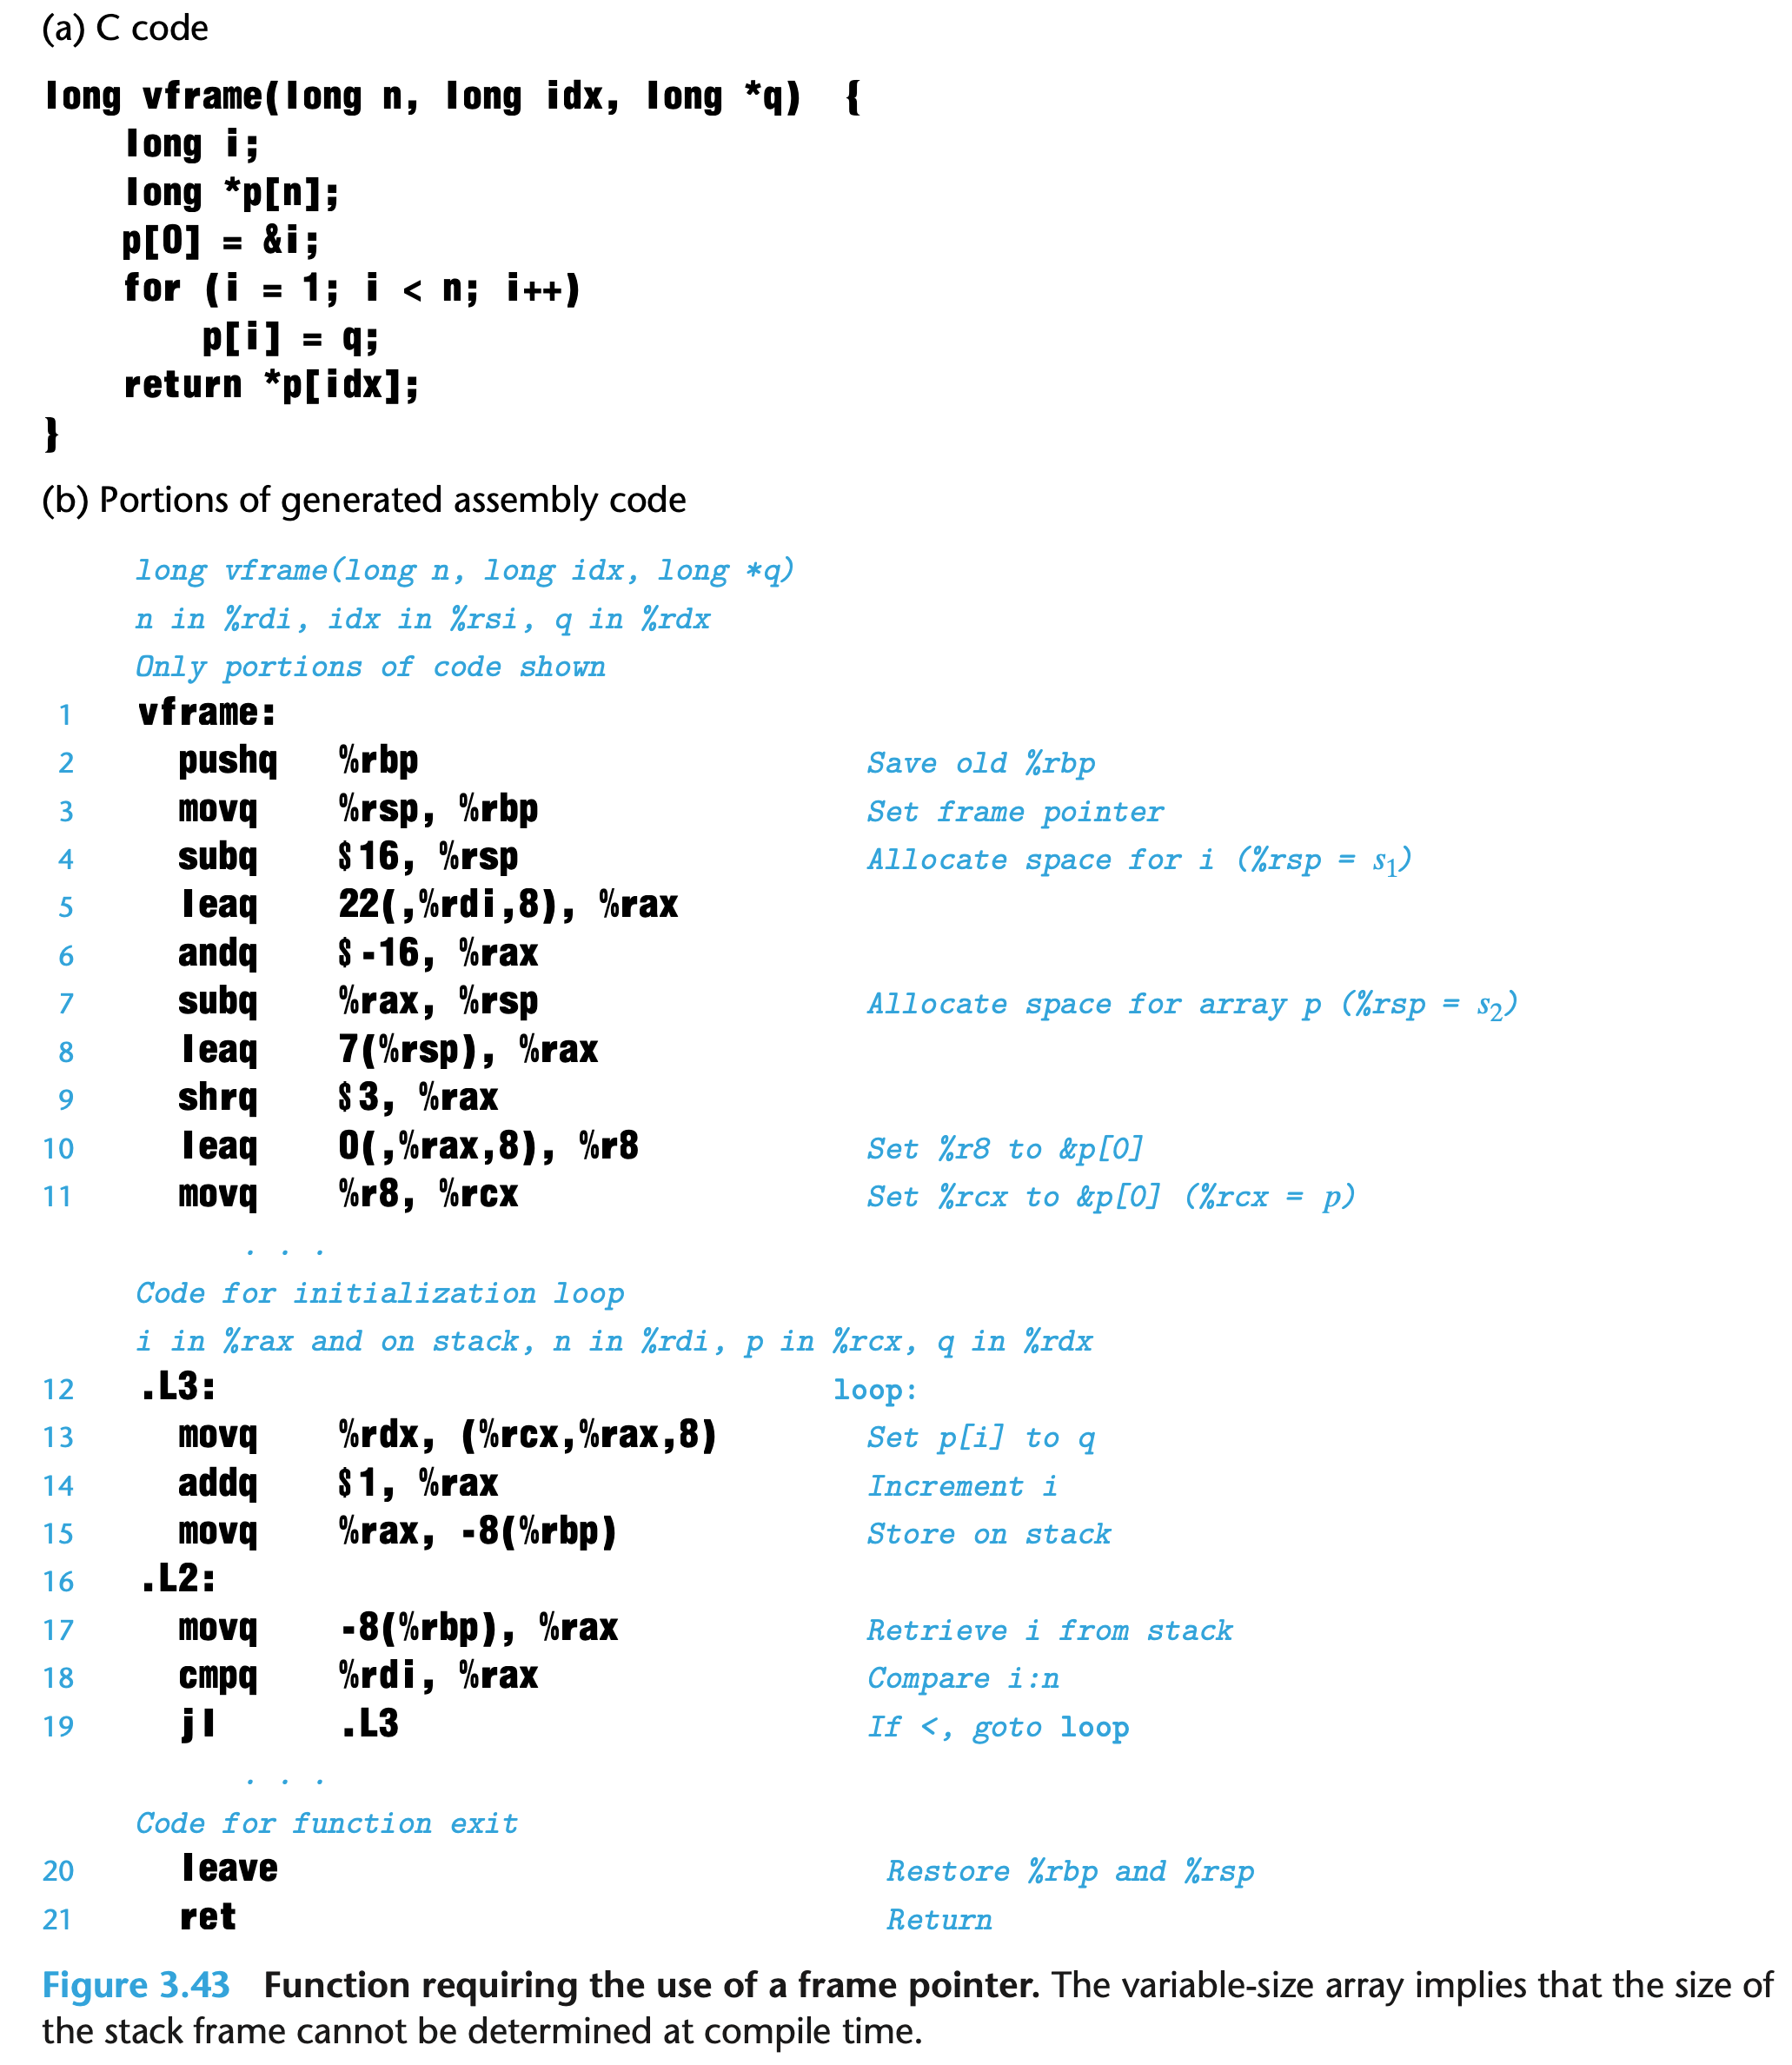 (a) C code
long vframe(long n, long idx, long *q) {
long i;
long *p[n];
p[0] = &i;
for (i = 1; i < n; i++)
p[i] = q;
return *p[idx];
}
(b) Portions of generated assembly code
long vframe(long n, long idx, long *q)
n in %rdi, idx in %rsi, q in %rdx
Only portions of code shown
1 vframe:
2 pushq %rbp Save old %rbp
3 movq %rsp, %rbp Set frame pointer
4 subq $16, %rsp Allocate space for i (%rsp = s₁)
5 leaq 22(,%rdi,8), %rax
6 andq $-16, %rax
7 subq %rax, %rsp Allocate space for array p (%rsp = s₂)
8 leaq 7(%rsp), %rax
9 shrq $3, %rax
10 leaq 0(,%rax,8), %r8 Set %r8 to &p[0]
11 movq %r8, %rcx Set %rcx to &p[0] (%rcx = p)
. . .
Code for initialization loop
i in %rax and on stack, n in %rdi, p in %rcx, q in %rdx
12 .L3: loop:
13 movq %rdx, (%rcx,%rax,8) Set p[i] to q
14 addq $1, %rax Increment i
15 movq %rax, -8(%rbp) Store on stack
16 .L2:
17 movq -8(%rbp), %rax Retrieve i from stack
18 cmpq %rdi, %rax Compare i:n
19 jl .L3 If <, goto loop
. . .
Code for function exit
20 leave Restore %rbp and %rsp
21 ret Return
Figure 3.43 Function requiring the use of a frame pointer. The variable-size array implies that the size of
the stack frame cannot be determined at compile time.